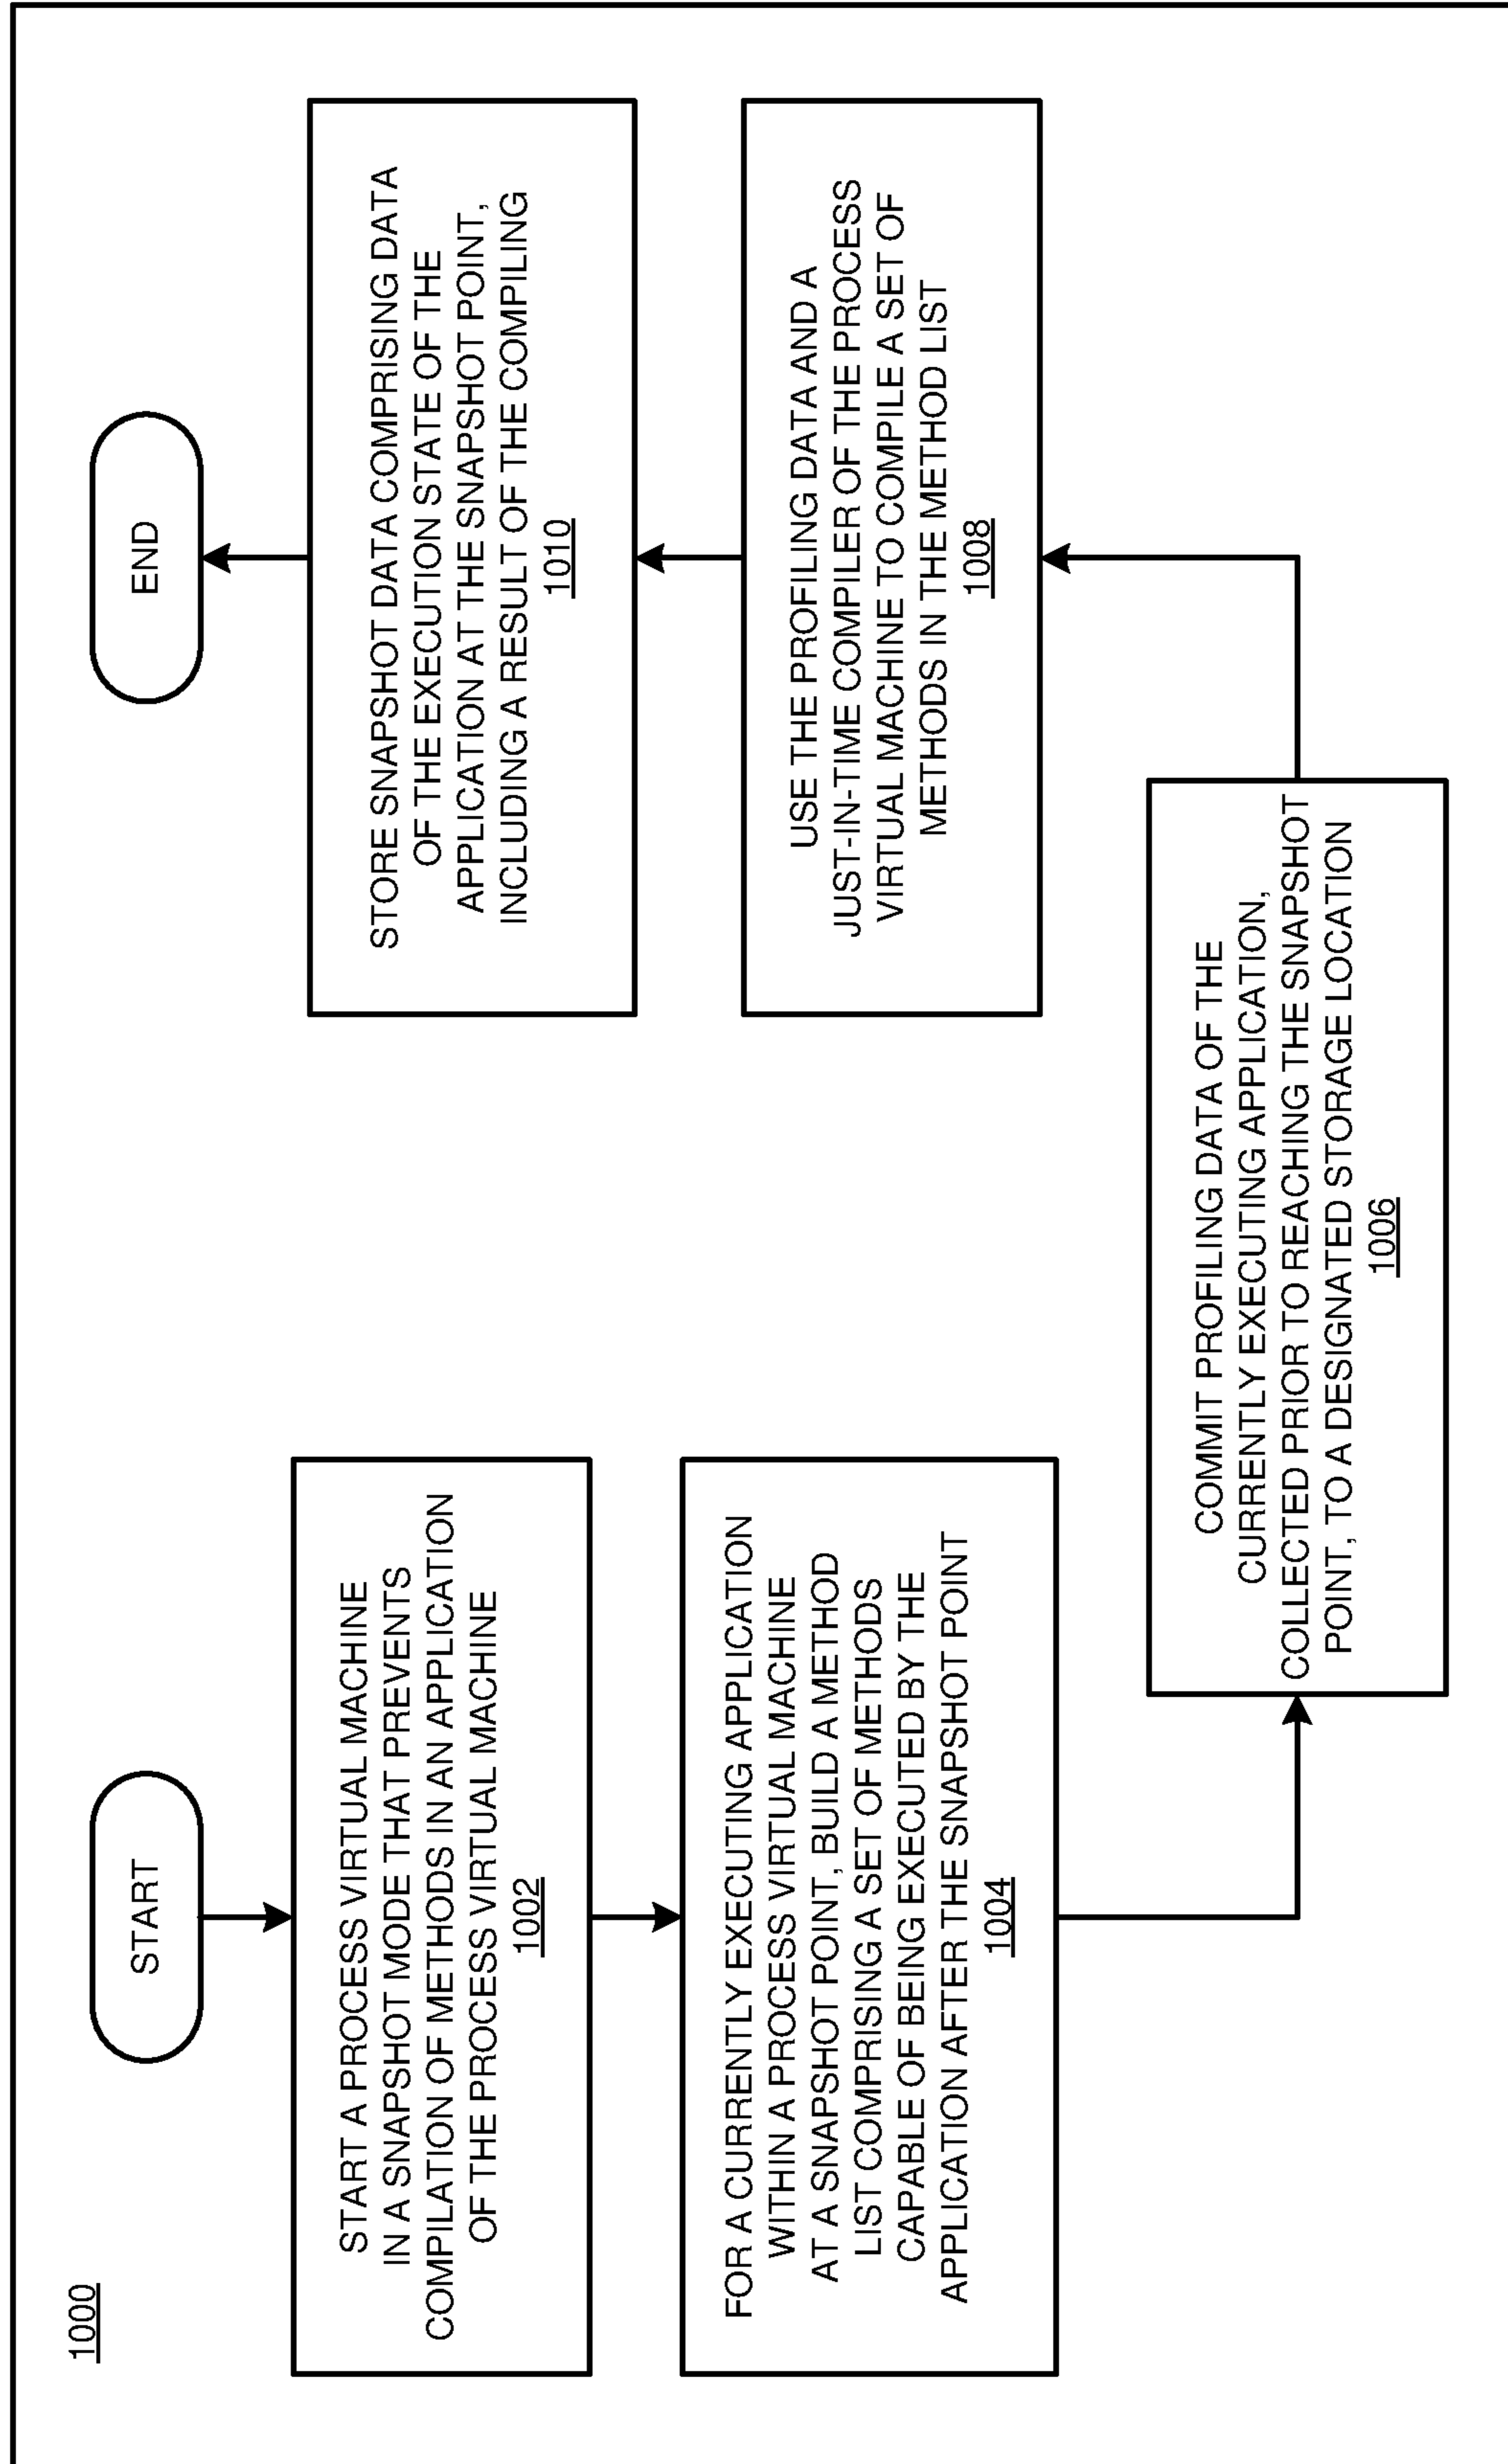 1000
START
START A PROCESS VIRTUAL MACHINE
IN A SNAPSHOT MODE THAT PREVENTS
COMPILATION OF METHODS IN AN APPLICATION
OF THE PROCESS VIRTUAL MACHINE
1002
FOR A CURRENTLY EXECUTING APPLICATION
WITHIN A PROCESS VIRTUAL MACHINE
AT A SNAPSHOT POINT, BUILD A METHOD
LIST COMPRISING A SET OF METHODS
CAPABLE OF BEING EXECUTED BY THE
APPLICATION AFTER THE SNAPSHOT POINT
1004
COMMIT PROFILING DATA OF THE
CURRENTLY EXECUTING APPLICATION,
COLLECTED PRIOR TO REACHING THE SNAPSHOT
POINT, TO A DESIGNATED STORAGE LOCATION
1006
USE THE PROFILING DATA AND A
JUST-IN-TIME COMPILER OF THE PROCESS
VIRTUAL MACHINE TO COMPILE A SET OF
METHODS IN THE METHOD LIST
1008
STORE SNAPSHOT DATA COMPRISING DATA
OF THE EXECUTION STATE OF THE
APPLICATION AT THE SNAPSHOT POINT,
INCLUDING A RESULT OF THE COMPILING
1010
END